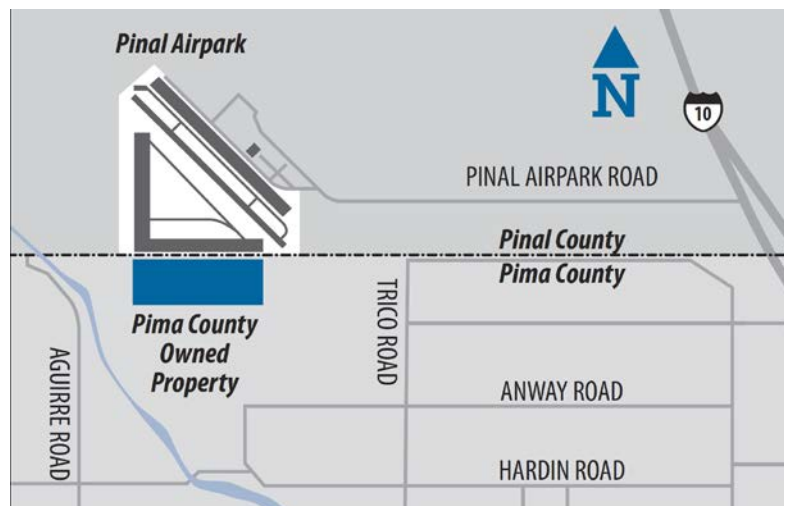 Pinal Airpark
N
10
PINAL AIRPARK ROAD
Pinal County
Pima County
Pima County
Owned
Property
TRICO ROAD
AGUIRRE ROAD
ANWAY ROAD
HARDIN ROAD